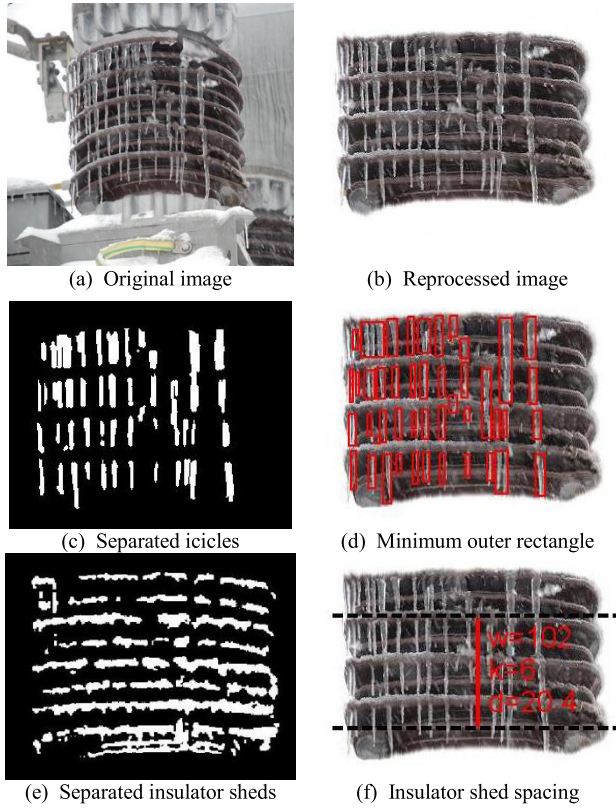 (a) Original image
(b) Reprocessed image
(c) Separated icicles
(d) Minimum outer rectangle
w=102
k=6
d=20.4
(e) Separated insulator sheds
(f) Insulator shed spacing